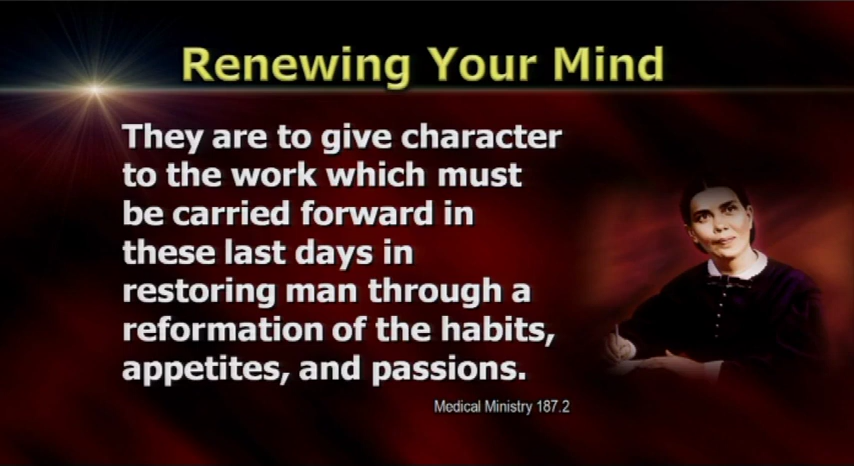 Renewing Your Mind
They are to give character
to the work which must
be carried forward in
these last days in
restoring man through a
reformation of the habits,
appetites, and passions.
Medical Ministry 187.2